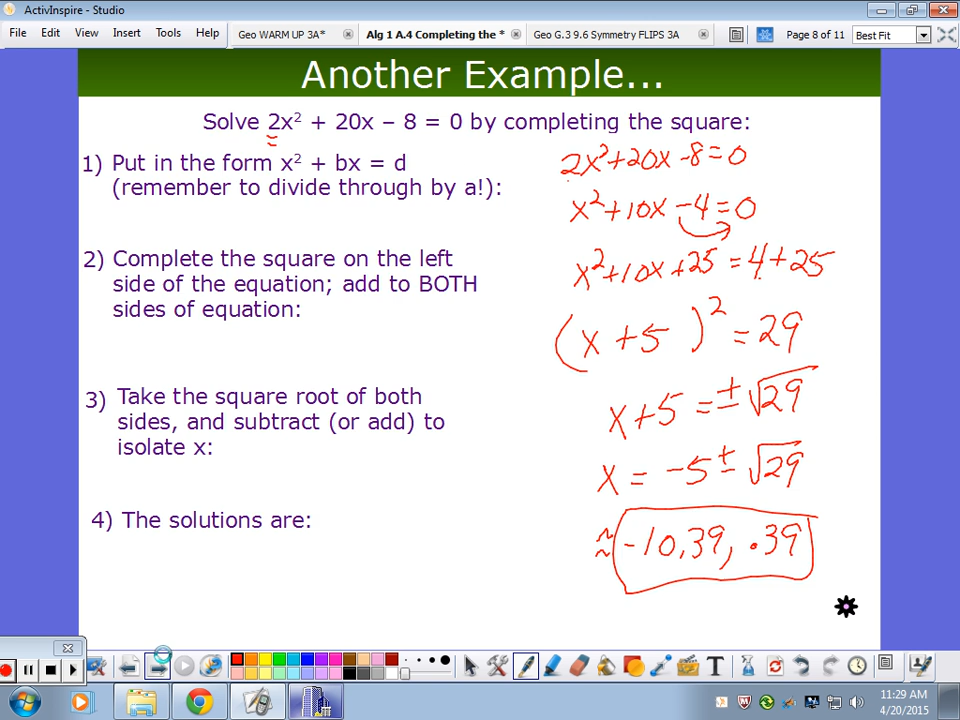 ActivInspire - Studio
File Edit View Insert Tools Help Geo WARM UP 3A* Alg 1 A.4 Completing the * Geo G.3 9.6 Symmetry FLIPS 3A Page 8 of 11 Best Fit
Another Example...
Solve 2x² + 20x – 8 = 0 by completing the square:
1) Put in the form x² + bx = d
(remember to divide through by a!):
2x²+20x-8=0
x²+10x-4=0
2) Complete the square on the left
side of the equation; add to BOTH
sides of equation:
x²+10x+25=4+25
(x+5)²=29
3) Take the square root of both
sides, and subtract (or add) to
isolate x:
x+5=±√29
x=-5±√29
4) The solutions are:
≈ -10.39, .39
T
11:29 AM
4/20/2015